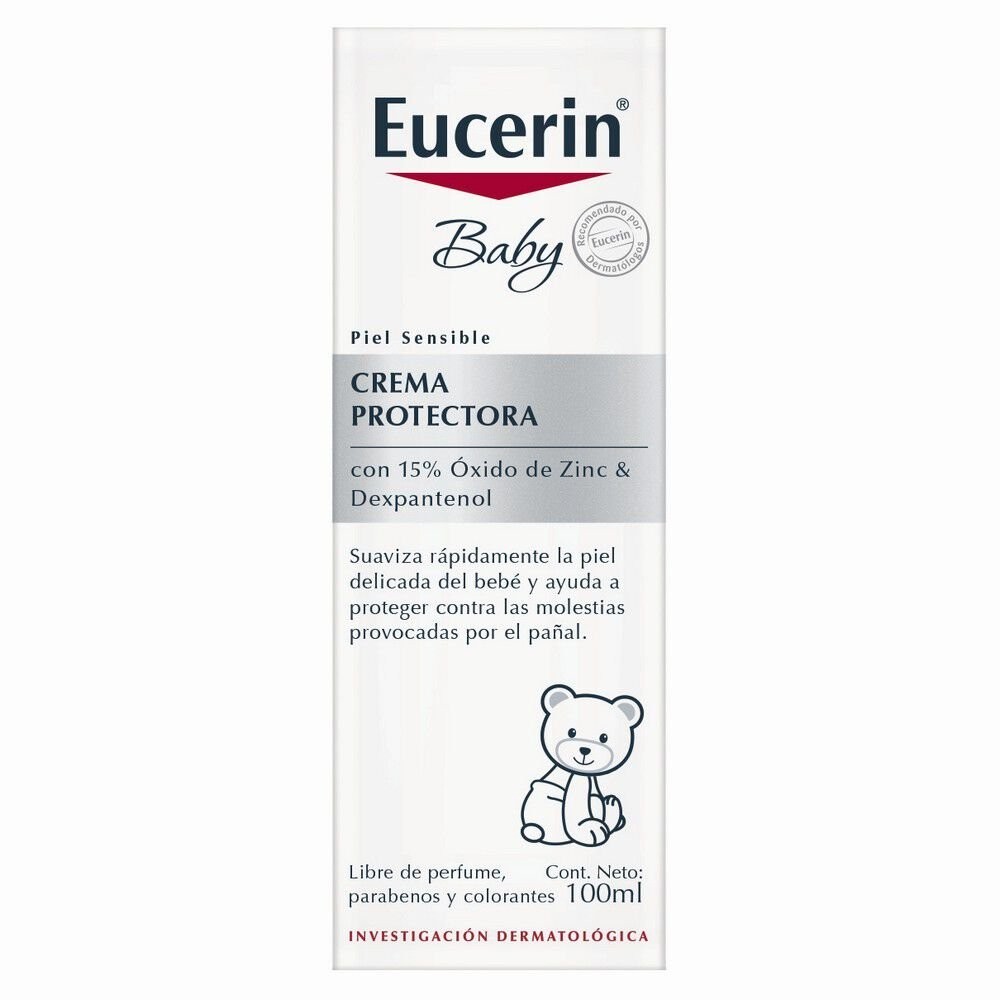 Eucerin®
Baby
Recomendado por
Eucerin
Dermatólogos
Piel Sensible
CREMA
PROTECTORA
con 15% Óxido de Zinc &
Dexpantenol
Suaviza rápidamente la piel
delicada del bebé y ayuda a
proteger contra las molestias
provocadas por el pañal.
Libre de perfume,
parabenos y colorantes
Cont. Neto:
100ml
INVESTIGACIÓN DERMATOLÓGICA